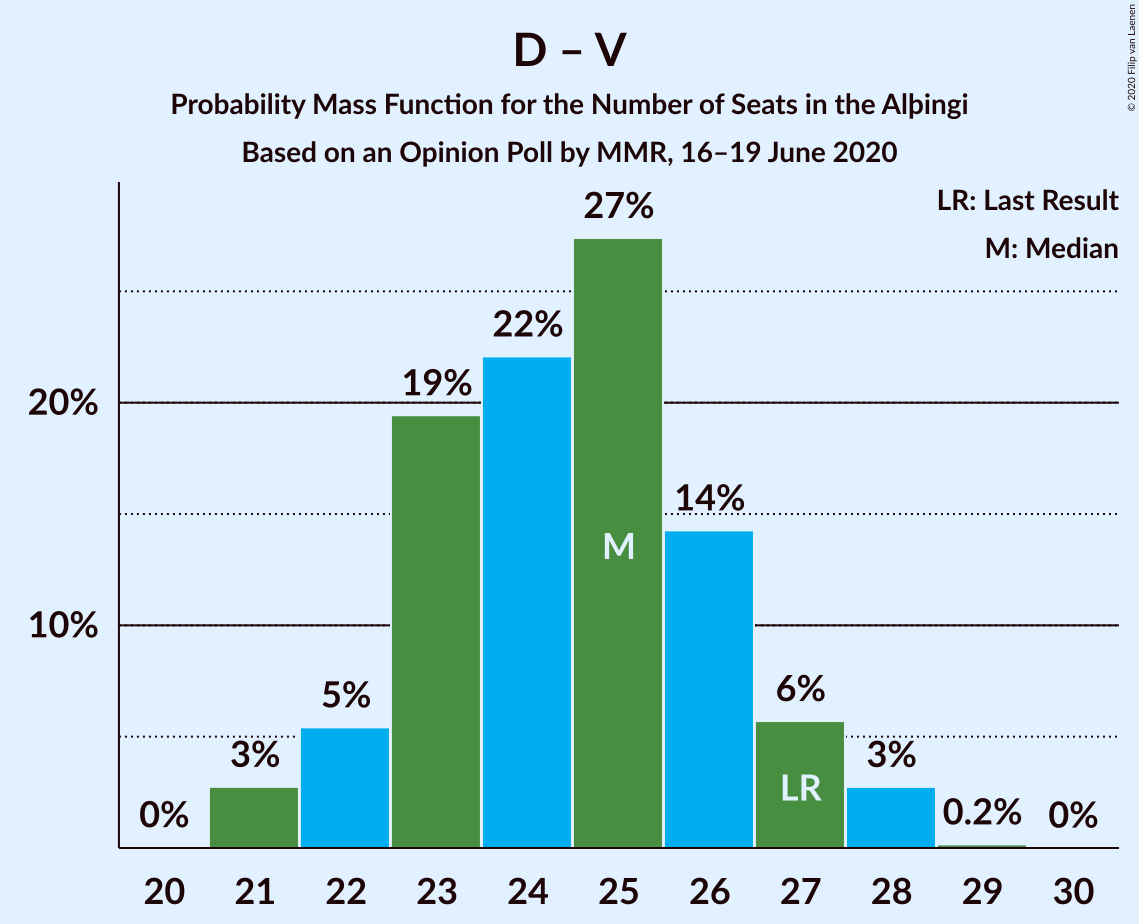 D – V
Probability Mass Function for the Number of Seats in the Alþingi
Based on an Opinion Poll by MMR, 16–19 June 2020
© 2020 Filip van Laenen
LR: Last Result
M: Median
27%
22%
19%
20%
14%
M
10%
6%
5%
3%
3%
LR
0%
0.2%
0%
20 21 22 23 24 25 26 27 28 29 30